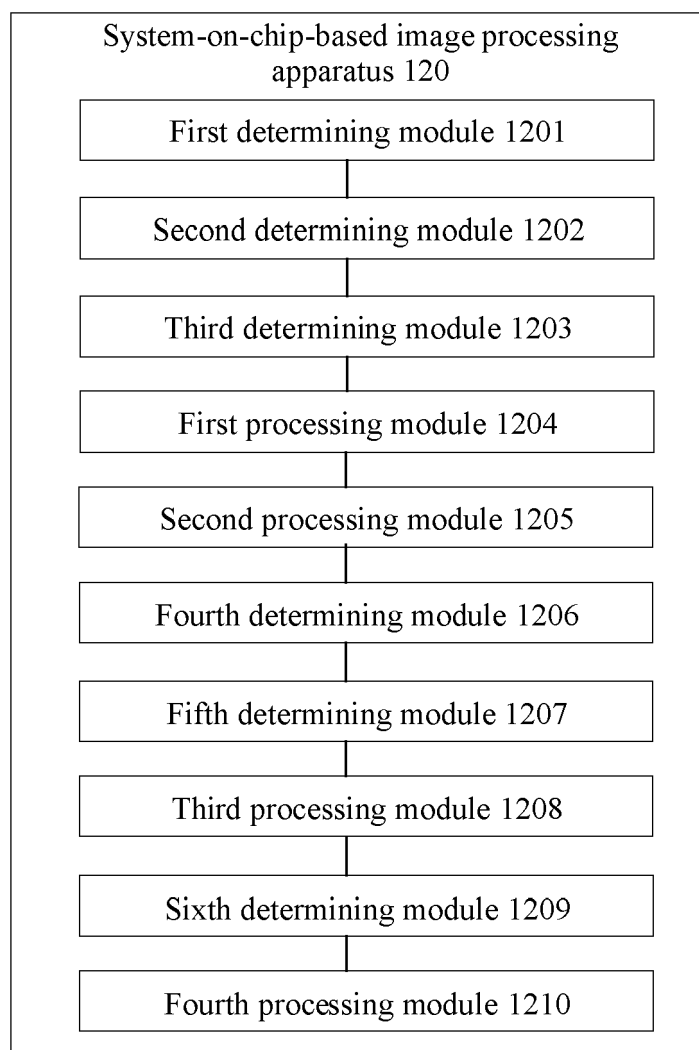 System-on-chip-based image processing
apparatus 120
First determining module 1201
Second determining module 1202
Third determining module 1203
First processing module 1204
Second processing module 1205
Fourth determining module 1206
Fifth determining module 1207
Third processing module 1208
Sixth determining module 1209
Fourth processing module 1210